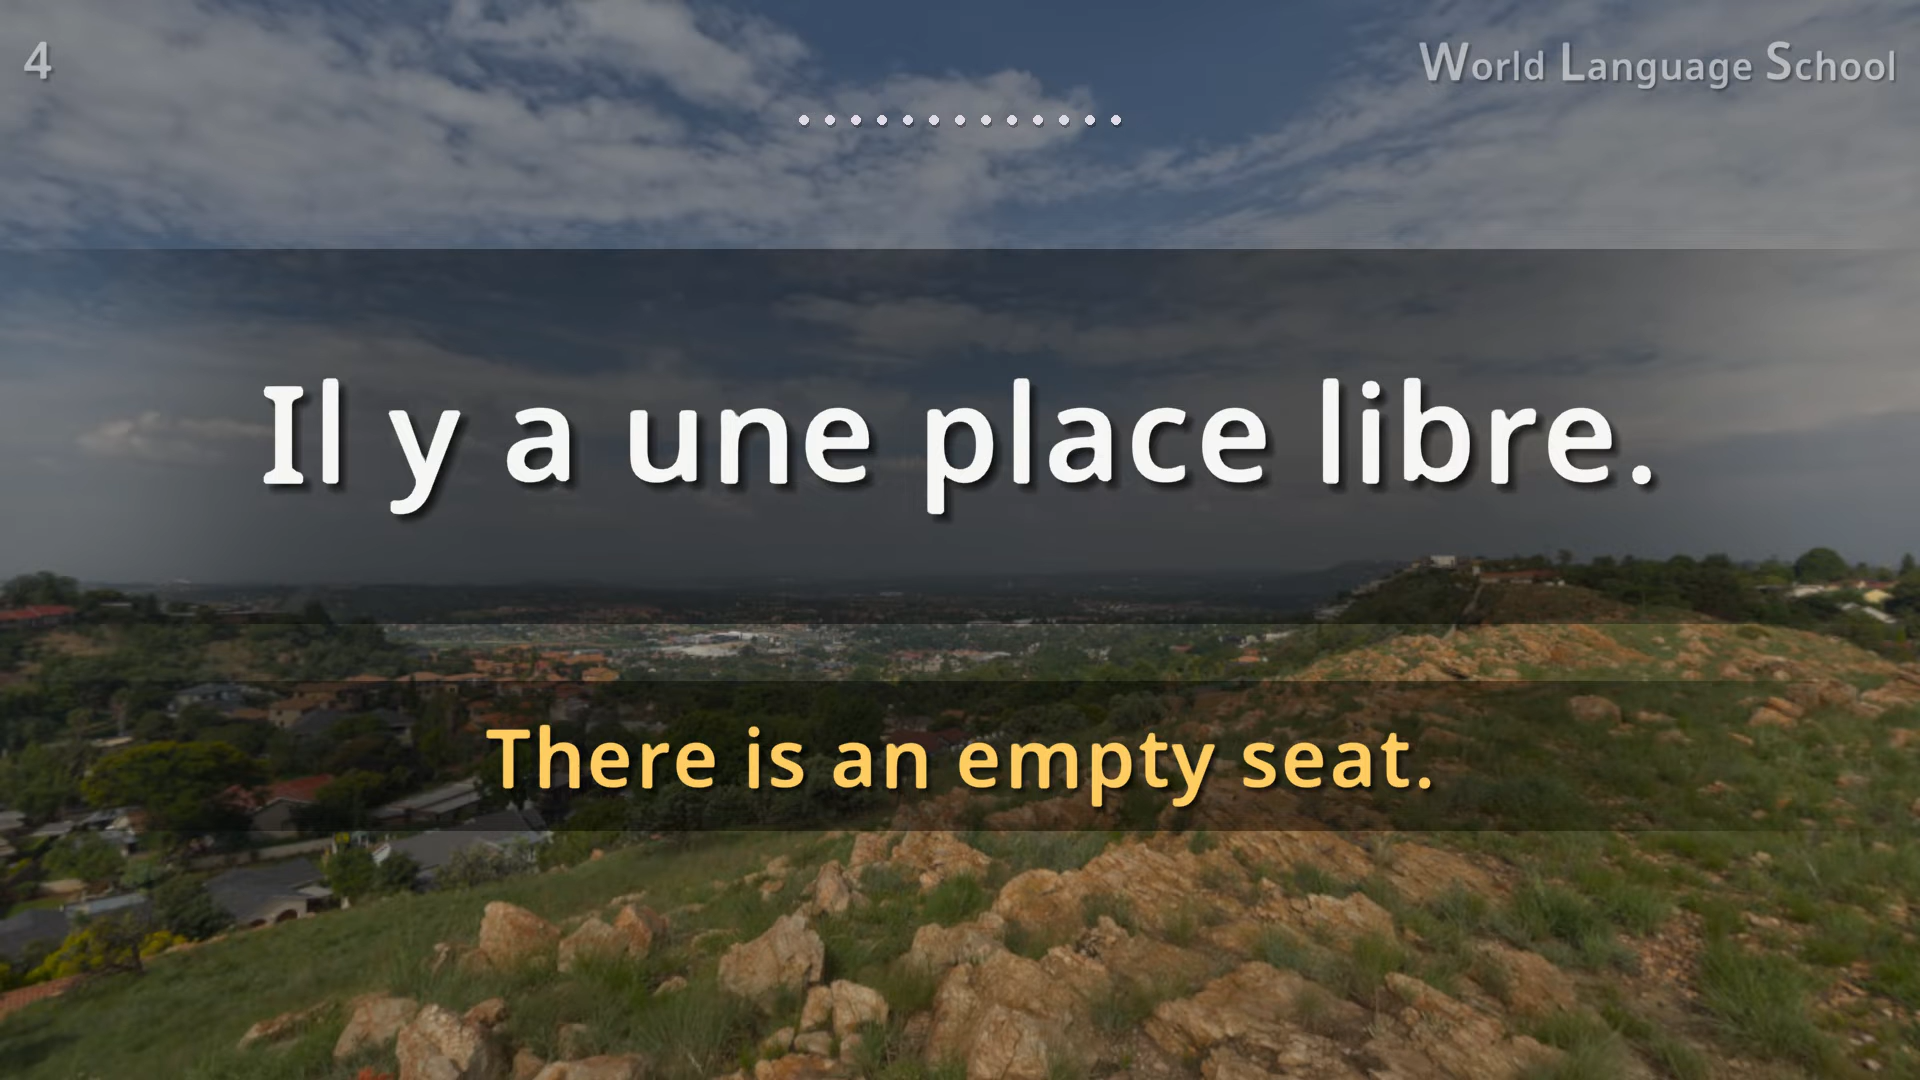 4
World Language School
Il y a une place libre.
There is an empty seat.